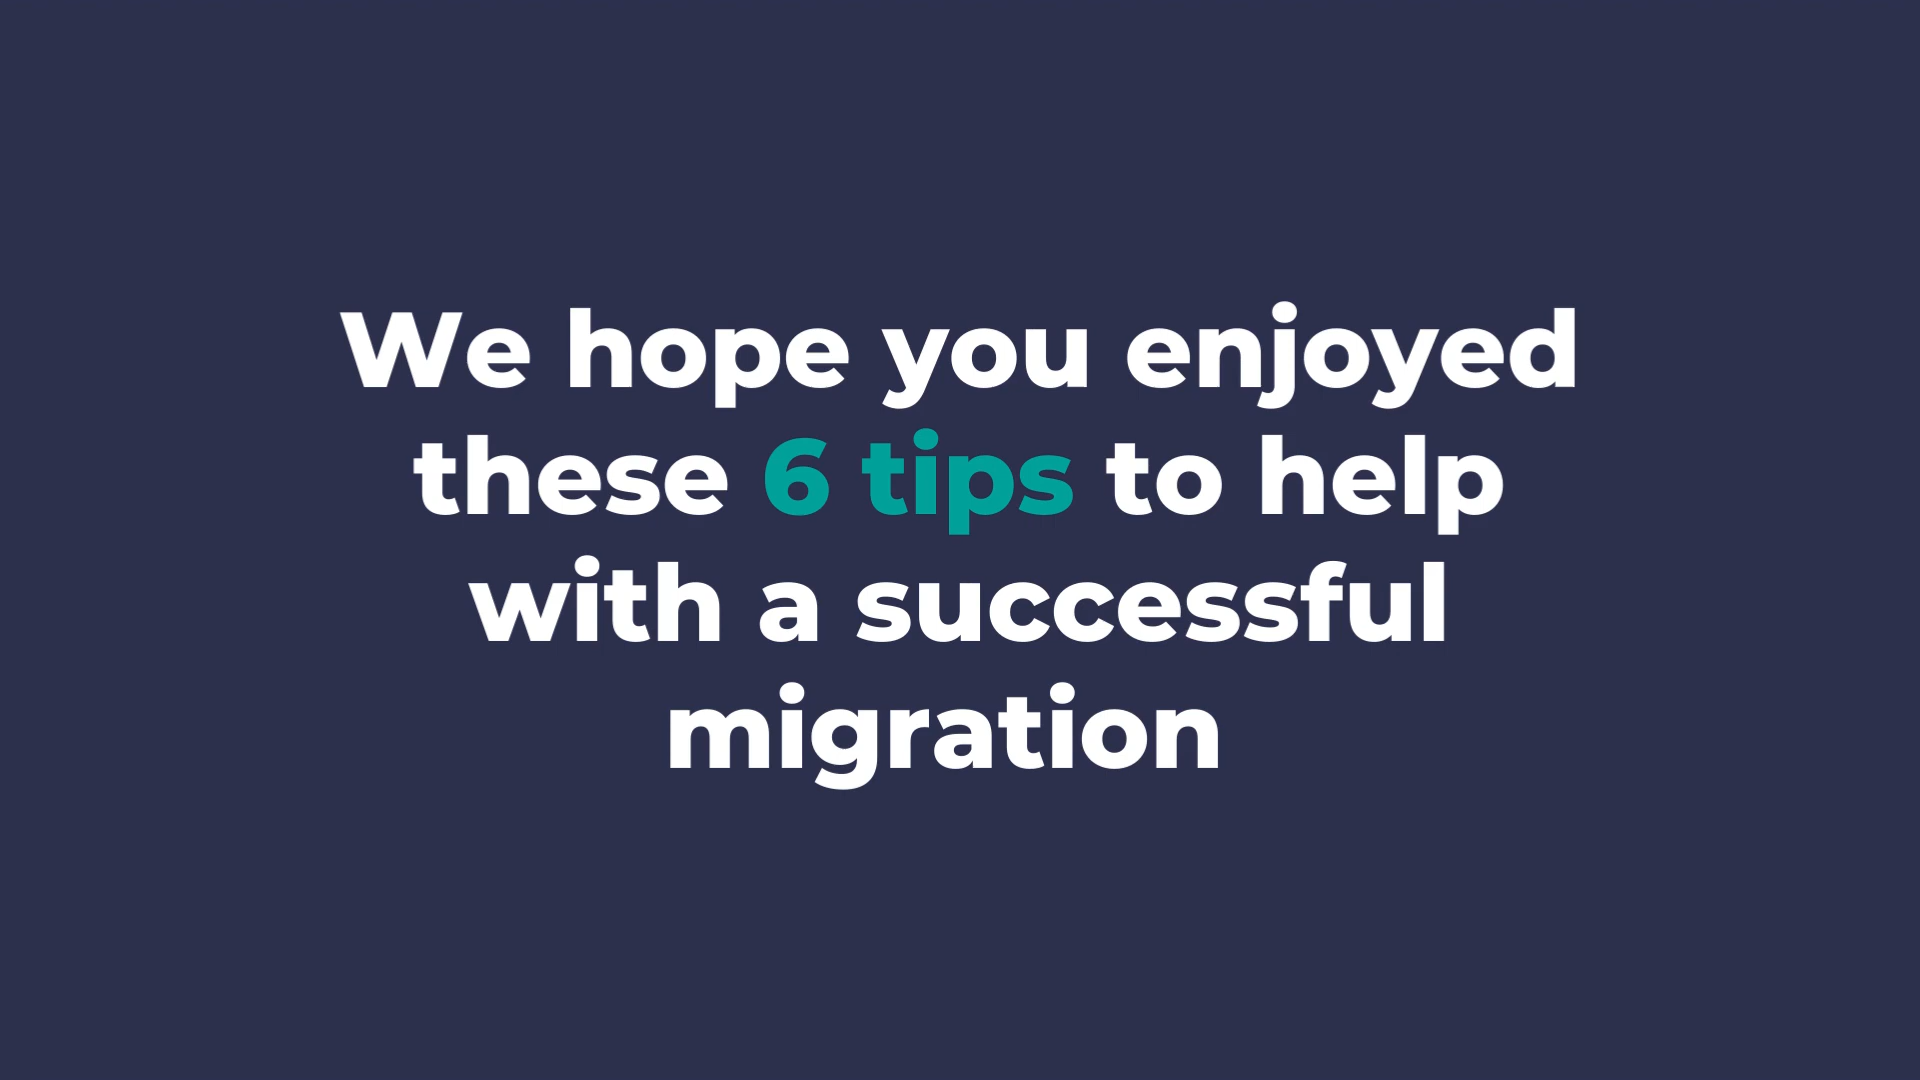 We hope you enjoyed
these 6 tips to help
with a successful
migration